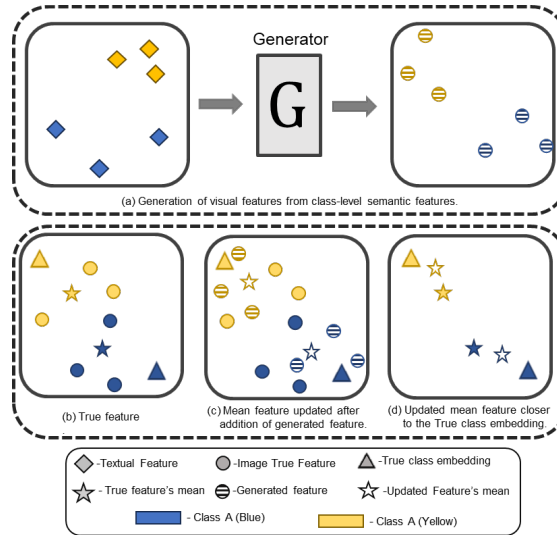 Generator
G
(a) Generation of visual features from class-level semantic features.
(b) True feature
(c) Mean feature updated after
addition of generated feature.
(d) Updated mean feature closer
to the True class embedding.
-Textual Feature
-Image True Feature
-True class embedding
- True feature's mean
-Generated feature
-Updated Feature's mean
- Class A (Blue)
- Class A (Yellow)